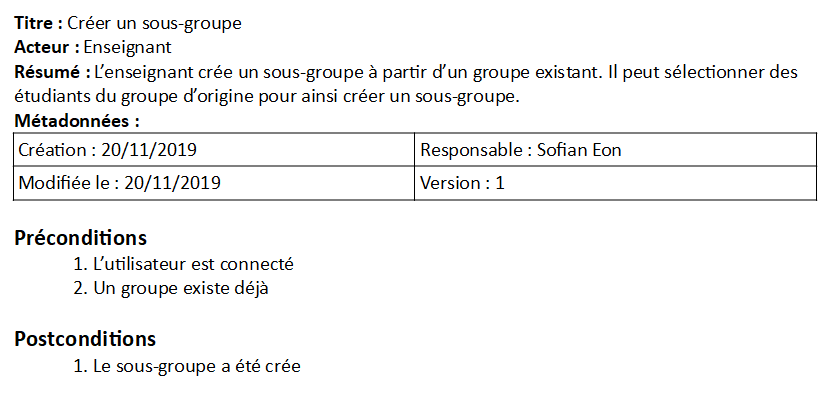 Titre : Créer un sous-groupe
Acteur : Enseignant
Résumé : L’enseignant crée un sous-groupe à partir d’un groupe existant. Il peut sélectionner des
étudiants du groupe d’origine pour ainsi créer un sous-groupe.
Métadonnées :
Création : 20/11/2019 Responsable : Sofian Eon
Modifiée le : 20/11/2019 Version : 1
Préconditions
1. L’utilisateur est connecté
2. Un groupe existe déjà
Postconditions
1. Le sous-groupe a été crée